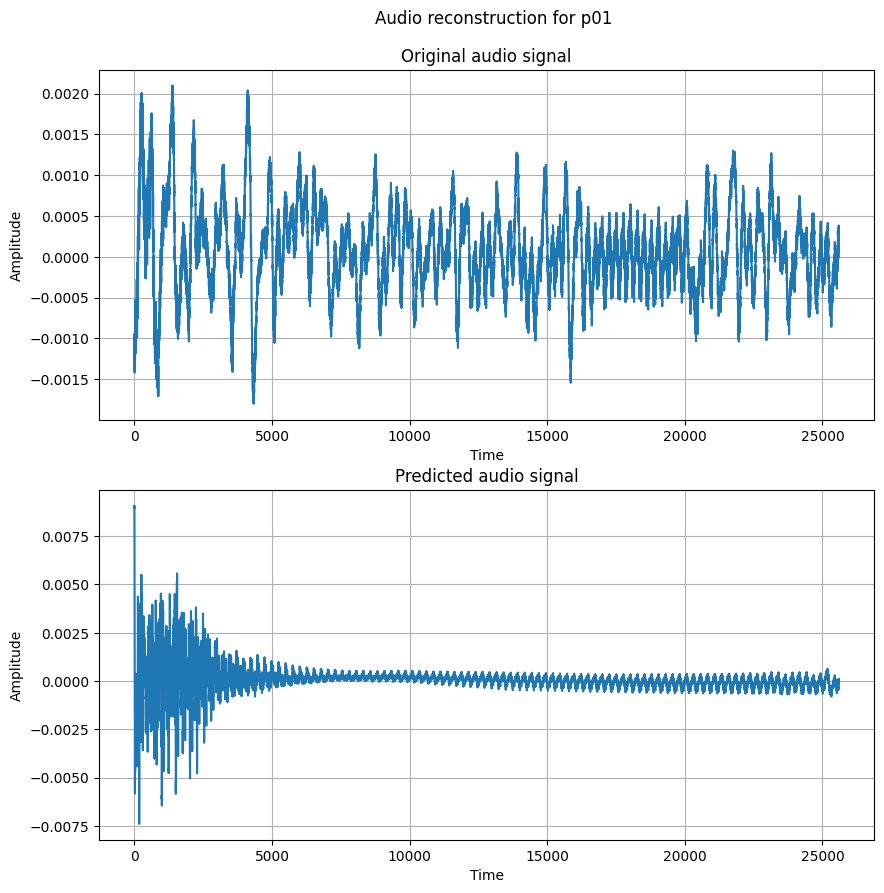 Audio reconstruction for p01
Original audio signal
0.0020
0.0015
0.0010
0.0005
0.0000
−0.0005
−0.0010
−0.0015
Amplitude
0 5000 10000 15000 20000 25000
Time
Predicted audio signal
0.0075
0.0050
0.0025
0.0000
−0.0025
−0.0050
−0.0075
Amplitude
0 5000 10000 15000 20000 25000
Time